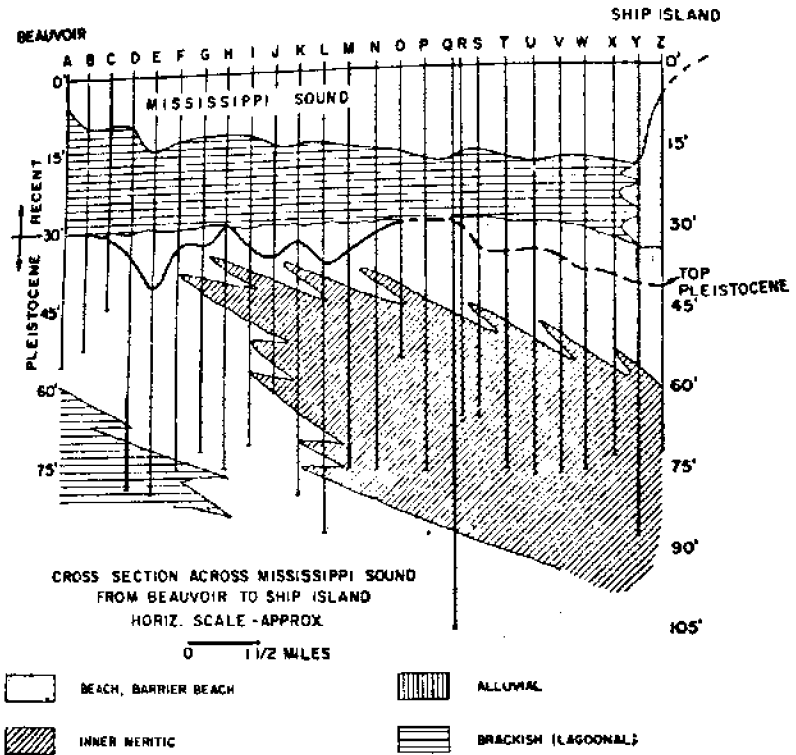 SHIP ISLAND
BEAUVOIR
A B C D E F G H I J K L M N O P Q R S T U V W X Y Z
0' 0'
MISSISSIPPI SOUND
15' 15'
RECENT
30' 30'
PLEISTOCENE
TOP
PLEISTOCENE
45' 45'
60' 60'
75' 75'
90'
105'
CROSS SECTION ACROSS MISSISSIPPI SOUND
FROM BEAUVOIR TO SHIP ISLAND
HORIZ. SCALE - APPROX
0 1 1/2 MILES
BEACH, BARRIER BEACH
ALLUVIAL
INNER NERITIC
BRACKISH (LAGOONAL)